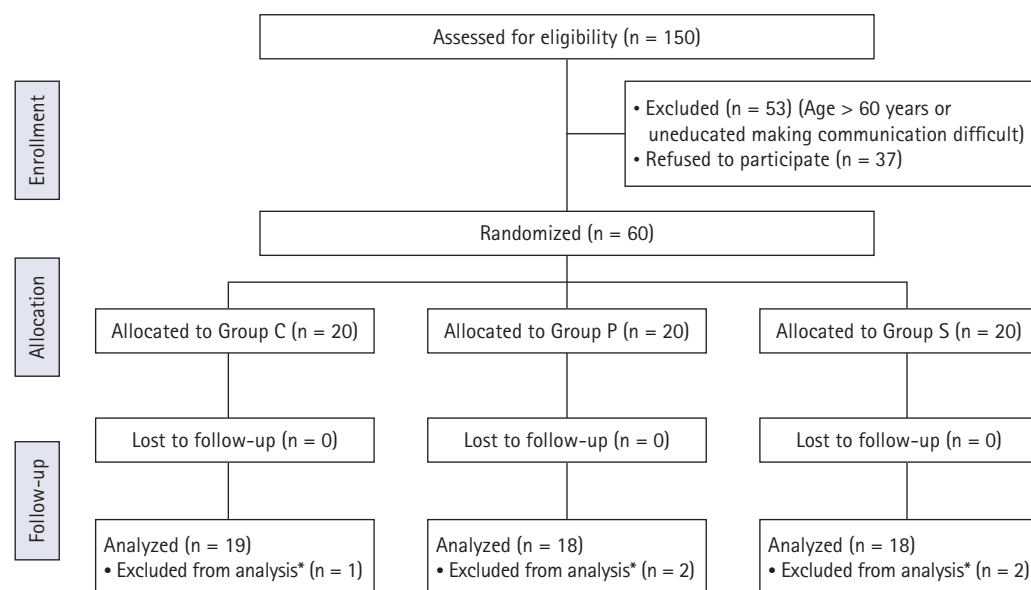 Assessed for eligibility (n = 150)
Enrollment
• Excluded (n = 53) (Age > 60 years or
uneducated making communication difficult)
• Refused to participate (n = 37)
Randomized (n = 60)
Allocation
Allocated to Group C (n = 20)
Allocated to Group P (n = 20)
Allocated to Group S (n = 20)
Follow-up
Lost to follow-up (n = 0)
Lost to follow-up (n = 0)
Lost to follow-up (n = 0)
Analyzed (n = 19)
• Excluded from analysis* (n = 1)
Analyzed (n = 18)
• Excluded from analysis* (n = 2)
Analyzed (n = 18)
• Excluded from analysis* (n = 2)